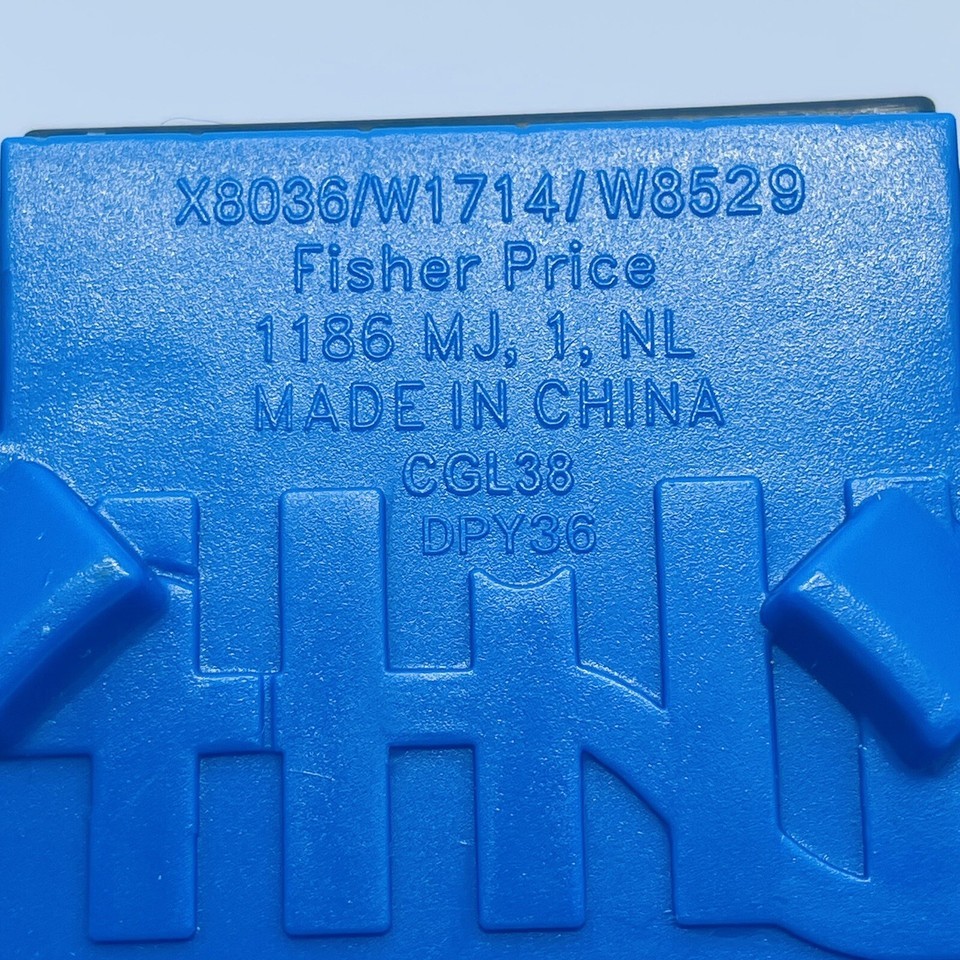 X8036/W1714/W8529
Fisher Price
1186 MJ, 1, NL
MADE IN CHINA
CGL38
DPY36